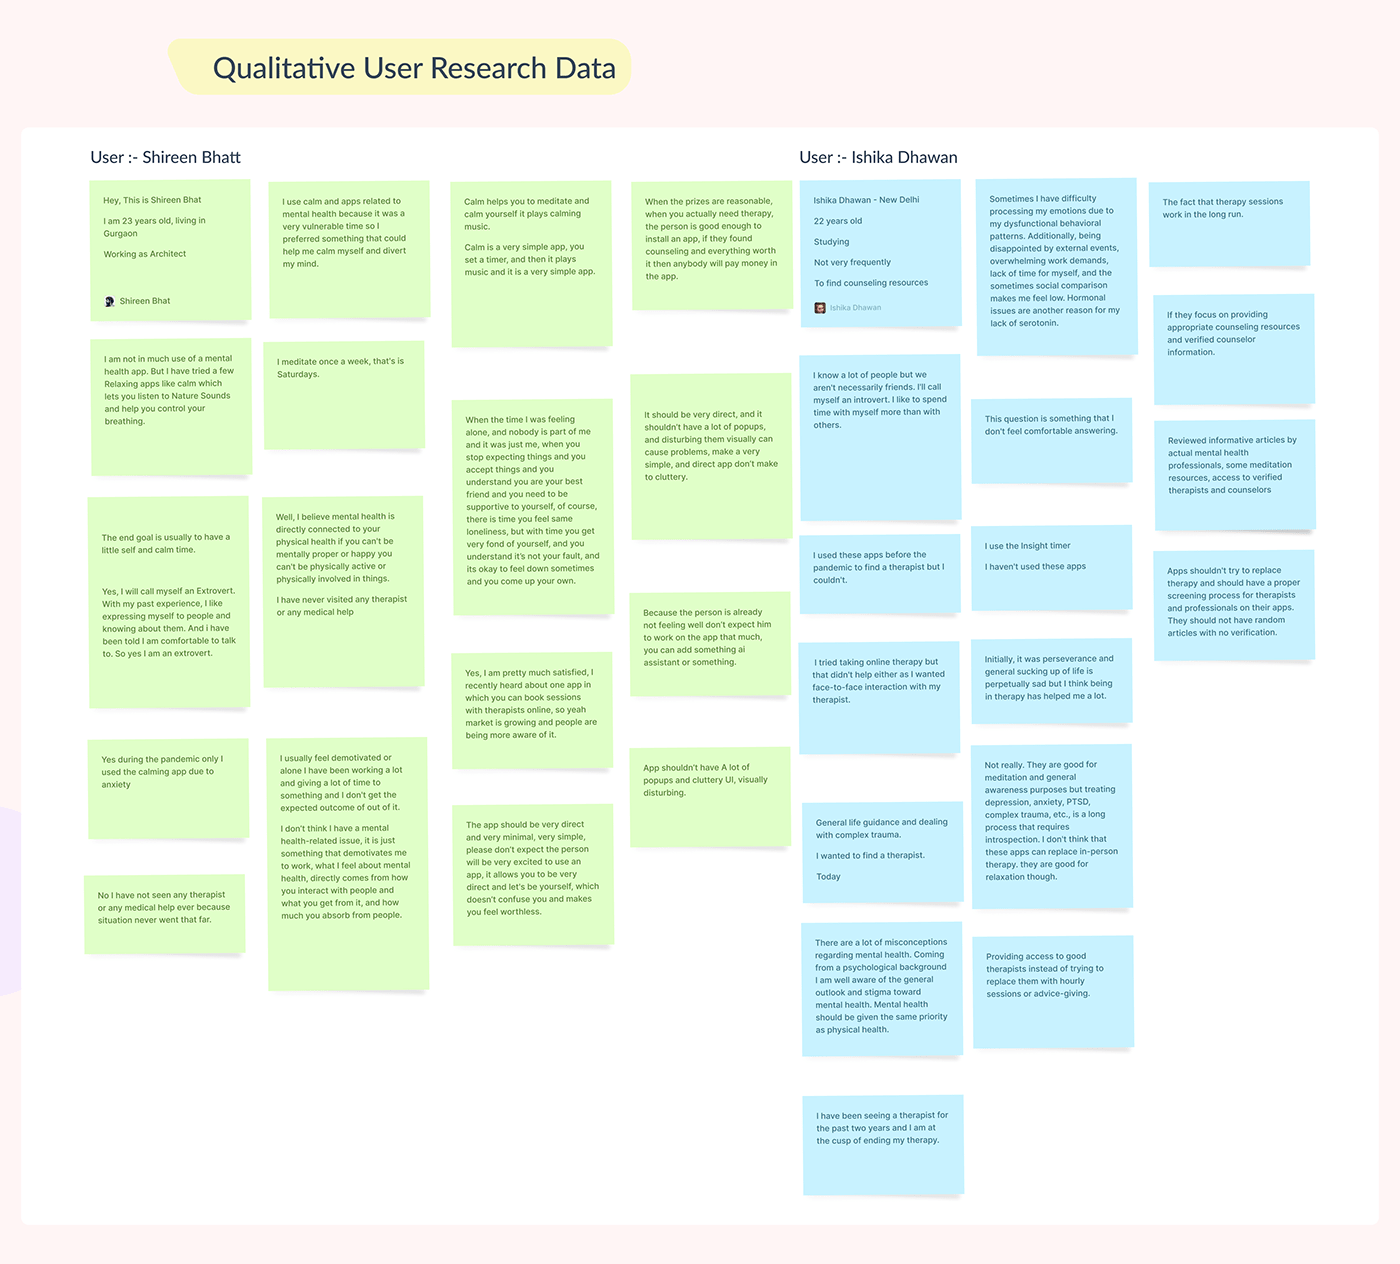 Qualitative User Research Data
User :- Shireen Bhatt
Hey, This is Shireen Bhat
I am 23 years old, living in
Gurgaon
Working as Architect
Shireen Bhat
I am not in much use of a mental
health app. But I have tried a few
Relaxing apps like calm which
lets you listen to Nature Sounds
and help you control your
breathing.
The end goal is usually to have a
little self and calm time.
Yes, I will call myself an Extrovert.
With my past experience, I like
expressing myself to people and
knowing about them. And i have
been told I am comfortable to talk
to. So yes I am an extrovert.
Yes during the pandemic only I
used the calming app due to
anxiety
No I have not seen any therapist
or any medical help ever because
situation never went that far.
I use calm and apps related to
mental health because it was a
very vulnerable time so I
preferred something that could
help me calm myself and divert
my mind.
I meditate once a week, that's is
Saturdays.
Well, I believe mental health is
directly connected to your
physical health if you can't be
mentally proper or happy you
can't be physically active or
physically involved in things.
I have never visited any therapist
or any medical help
I usually feel demotivated or
alone I have been working a lot
and giving a lot of time to
something and I don't get the
expected outcome of out of it.
I don't think I have a mental
health-related issue, it is just
something that demotivates me
to work, what I feel about mental
health, directly comes from how
you interact with people and
what you get from it, and how
much you absorb from people.
Calm helps you to meditate and
calm yourself it plays calming
music.
Calm is a very simple app, you
set a timer, and then it plays
music and it is a very simple app.
When the time I was feeling
alone, and nobody is part of me
and it was just me, when you
stop expecting things and you
accept things and you
understand you are your best
friend and you need to be
supportive to yourself, of course,
there is time you feel same
loneliness, but with time you get
very fond of yourself, and you
understand it's not your fault, and
its okay to feel down sometimes
and you come up your own.
Yes, I am pretty much satisfied, I
recently heard about one app in
which you can book sessions
with therapists online, so yeah
market is growing and people are
being more aware of it.
The app should be very direct
and very minimal, very simple,
please don't expect the person
will be very excited to use an
app, it allows you to be very
direct and let's be yourself, which
doesn't confuse you and makes
you feel worthless.
When the prizes are reasonable,
when you actually need therapy,
the person is good enough to
install an app, if they found
counseling and everything worth
it then anybody will pay money in
the app.
It should be very direct, and it
shouldn't have a lot of popups,
and disturbing them visually can
cause problems, make a very
simple, and direct app don't make
to cluttery.
Because the person is already
not feeling well don't expect him
to work on the app that much,
you can add something ai
assistant or something.
App shouldn't have A lot of
popups and cluttery UI, visually
disturbing.
User :- Ishika Dhawan
Ishika Dhawan - New Delhi
22 years old
Studying
Not very frequently
To find counseling resources
Ishika Dhawan
I know a lot of people but we
aren't necessarily friends. I'll call
myself an introvert. I like to spend
time with myself more than with
others.
I used these apps before the
pandemic to find a therapist but I
couldn't.
I tried taking online therapy but
that didn't help either as I wanted
face-to-face interaction with my
therapist.
General life guidance and dealing
with complex trauma.
I wanted to find a therapist.
Today
There are a lot of misconceptions
regarding mental health. Coming
from a psychological background
I am well aware of the general
outlook and stigma toward
mental health. Mental health
should be given the same priority
as physical health.
I have been seeing a therapist for
the past two years and I am at
the cusp of ending my therapy.
Sometimes I have difficulty
processing my emotions due to
my dysfunctional behavioral
patterns. Additionally, being
disappointed by external events,
overwhelming work demands,
lack of time for myself, and the
sometimes social comparison
makes me feel low. Hormonal
issues are another reason for my
lack of serotonin.
This question is something that I
don't feel comfortable answering.
I use the Insight timer
I haven't used these apps
Initially, it was perseverance and
general sucking up of life is
perpetually sad but I think being
in therapy has helped me a lot.
Not really. They are good for
meditation and general
awareness purposes but treating
depression, anxiety, PTSD,
complex trauma, etc., is a long
process that requires
introspection. I don't think that
these apps can replace in-person
therapy. they are good for
relaxation though.
Providing access to good
therapists instead of trying to
replace them with hourly
sessions or advice-giving.
The fact that therapy sessions
work in the long run.
If they focus on providing
appropriate counseling resources
and verified counselor
information.
Reviewed informative articles by
actual mental health
professionals, some meditation
resources, access to verified
therapists and counselors
Apps shouldn't try to replace
therapy and should have a proper
screening process for therapists
and professionals on their apps.
They should not have random
articles with no verification.